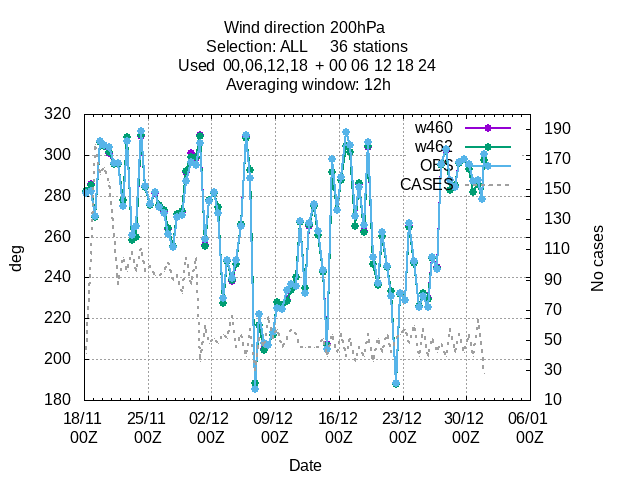 Wind direction 200hPa
Selection: ALL 36 stations
Used 00,06,12,18 + 00 06 12 18 24
Averaging window: 12h
w460
w462
OBS
CASES
deg
320
300
280
260
240
220
200
180
No cases
190
170
150
130
110
90
70
50
30
10
18/11 25/11 02/12 09/12 16/12 23/12 30/12 06/01
00Z 00Z 00Z 00Z 00Z 00Z 00Z 00Z
Date